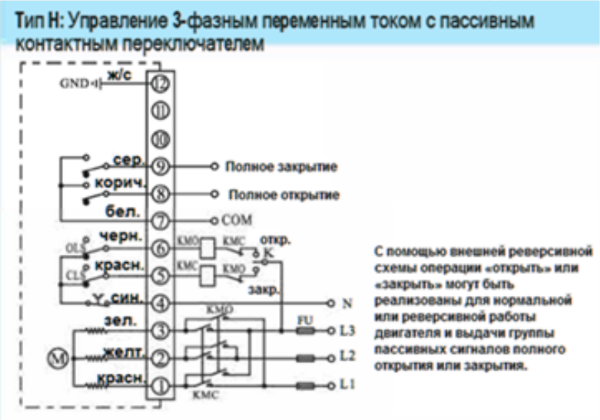 Тип H: Управление 3-фазным переменным током с пассивным
контактным переключателем
GND ж/с 12
11
10
сер. 9 Полное закрытие
корич. 8 Полное открытие
бел. 7 COM
OLS черн. 6 KMO KMC откр.
K
CLS красн. 5 KMC KMO закр.
син. 4 N
зел. 3 KMO FU L3
M желт. 2 L2
красн. 1 KMC L1
С помощью внешней реверсивной
схемы операции «открыть» или
«закрыть» могут быть
реализованы для нормальной
или реверсивной работы
двигателя и выдачи группы
пассивных сигналов полного
открытия или закрытия.